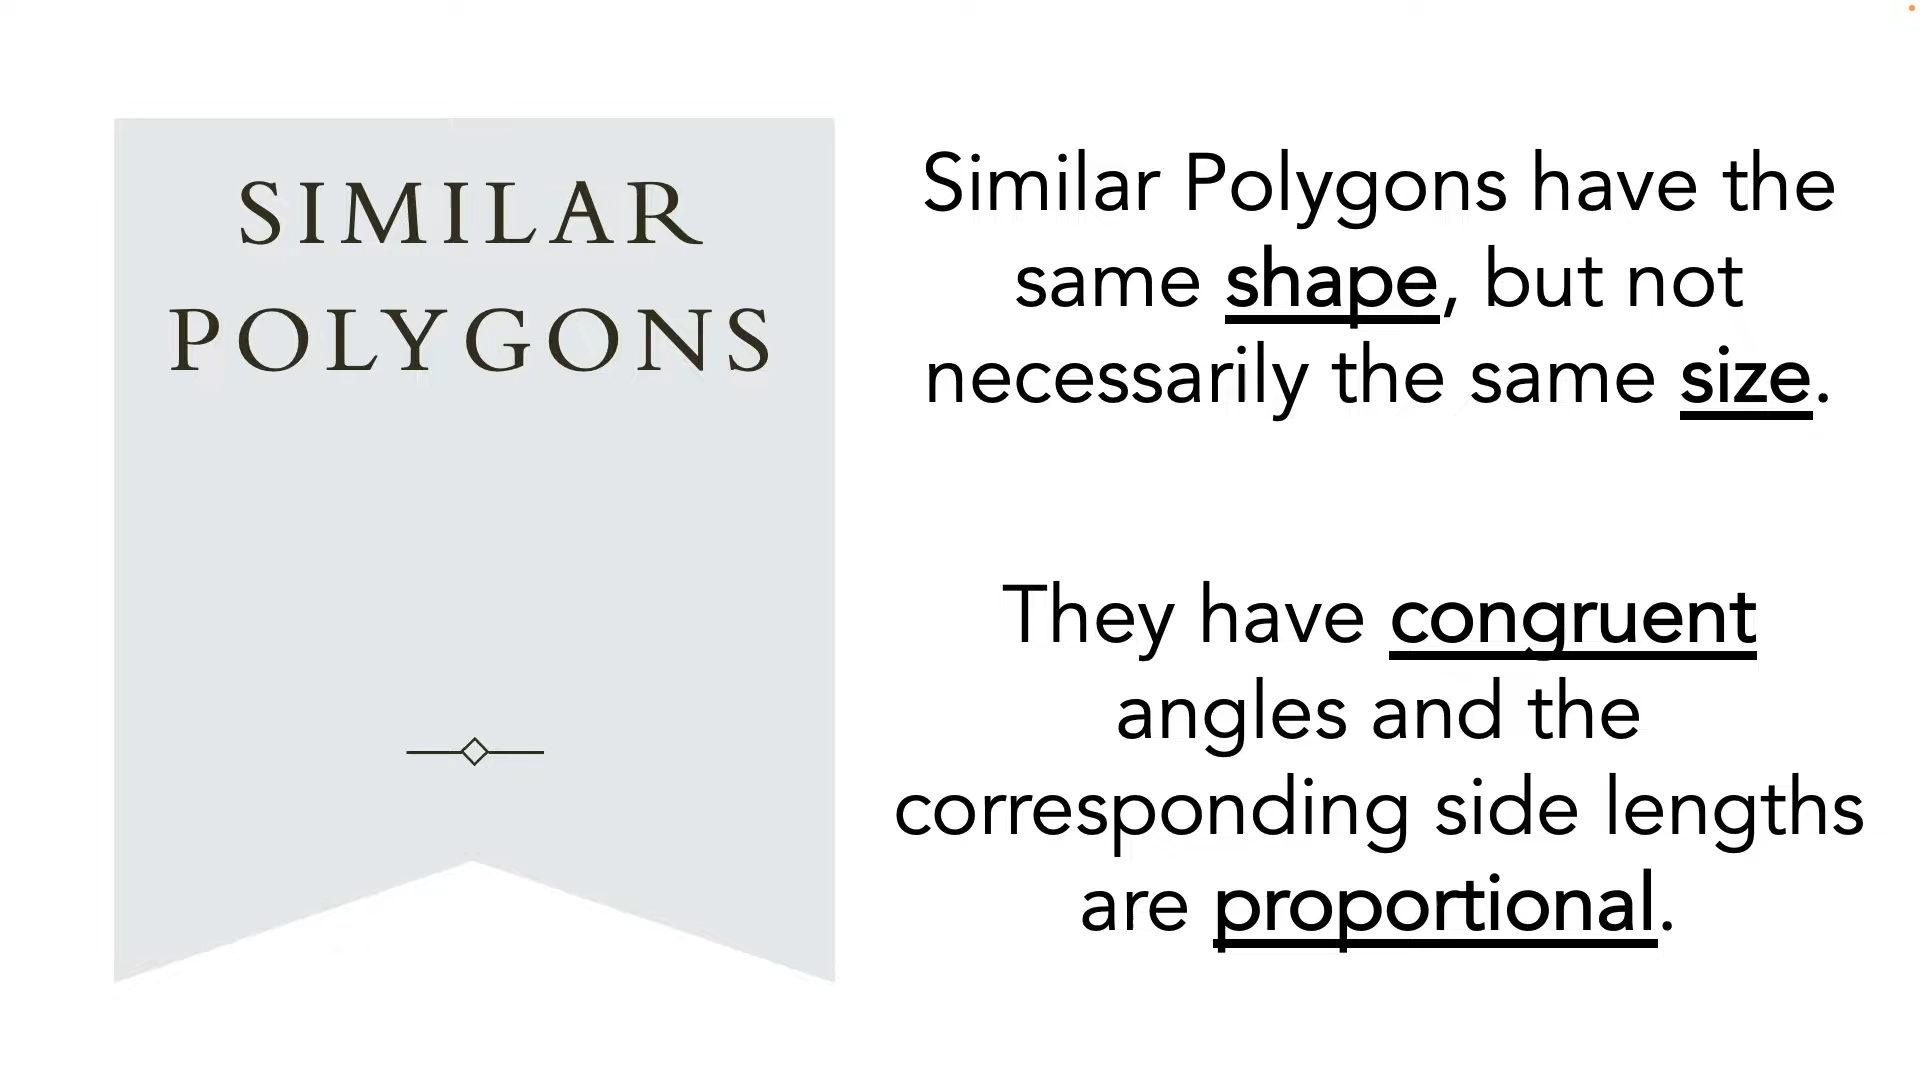 SIMILAR
POLYGONS
Similar Polygons have the
same shape, but not
necessarily the same size.
They have congruent
angles and the
corresponding side lengths
are proportional.